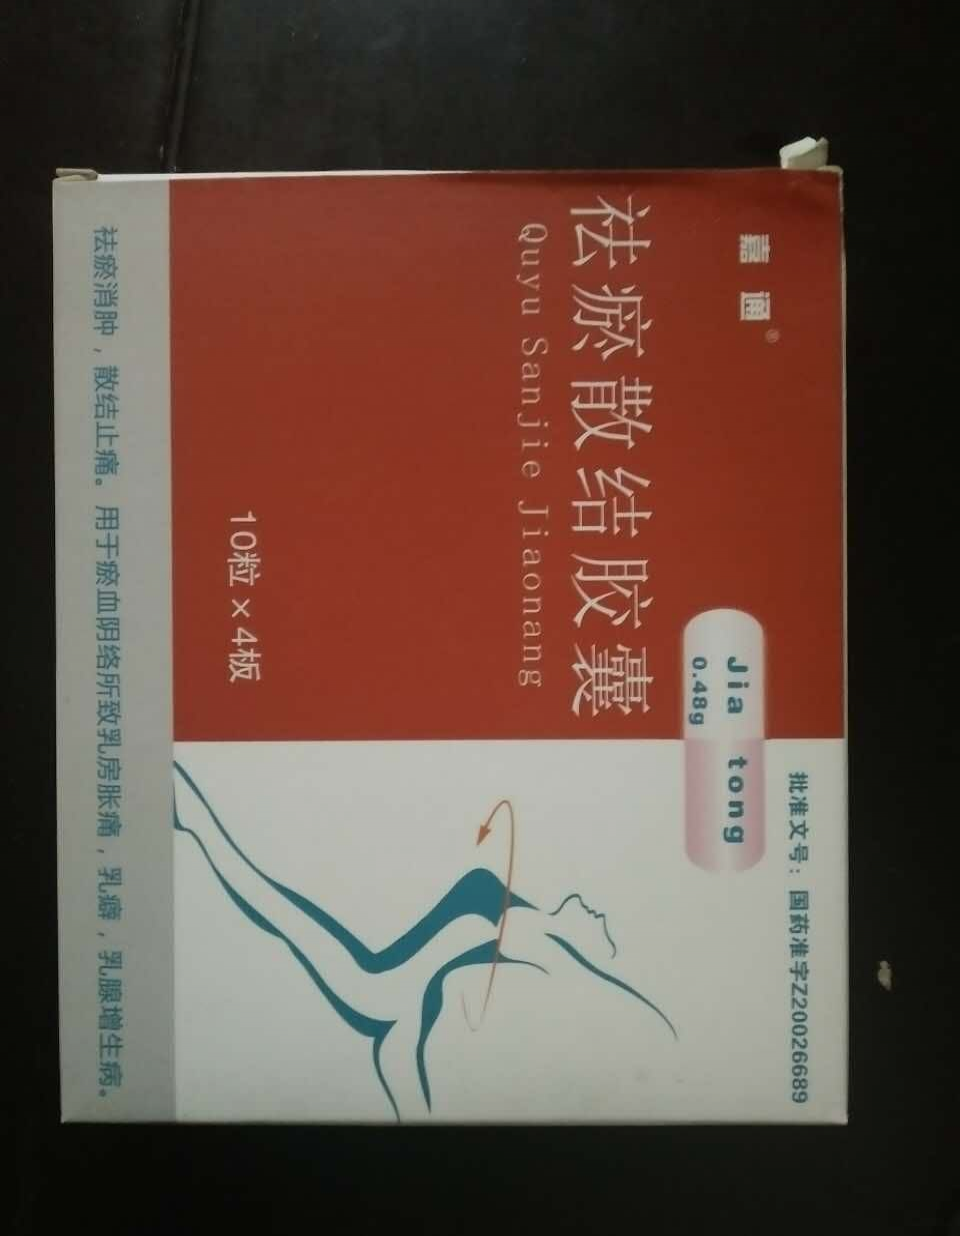 嘉通®
祛瘀散结胶囊
Quyu Sanjie Jiaonang
Jia tong
0.48g
批准文号：国药准字Z20026689
10粒×4板
祛瘀消肿，散结止痛。用于瘀血阴络所致乳房胀痛，乳癖，乳腺增生病。